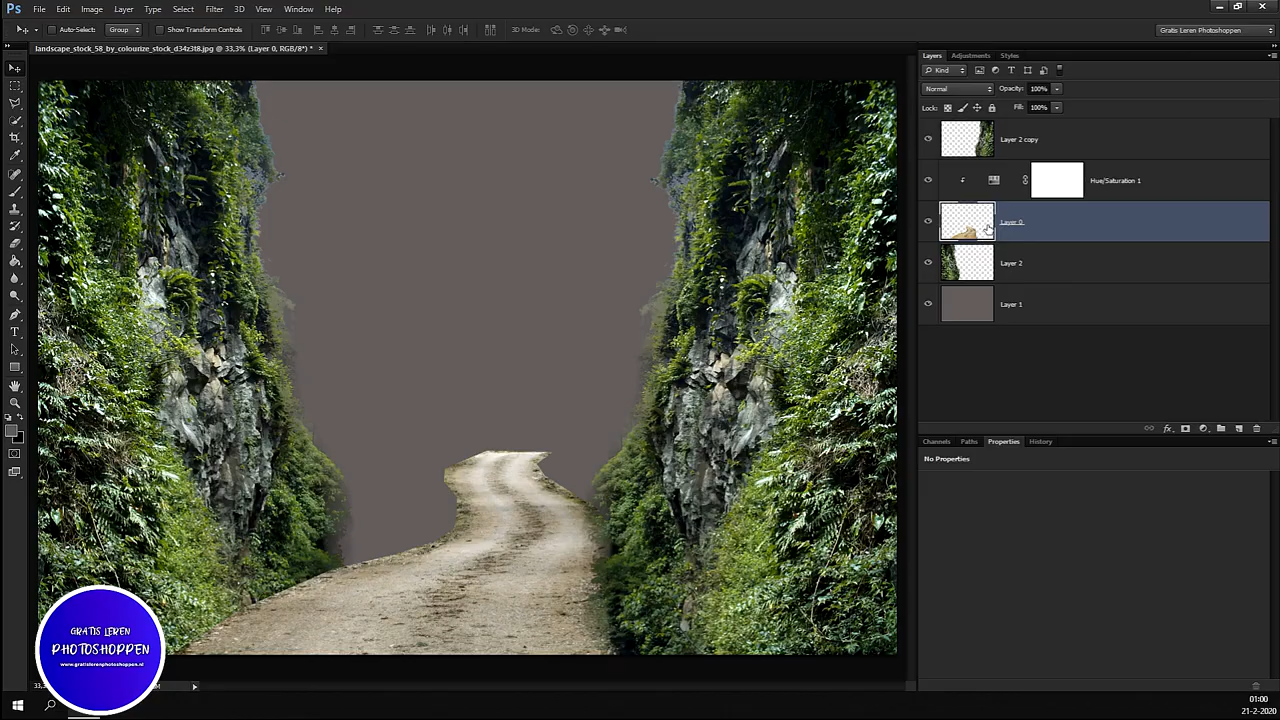 Ps File Edit Image Layer Type Select Filter 3D View Window Help
Auto-Select: Group Show Transform Controls 3D Mode: Gratis Leren Photoshoppen
landscape_stock_58_by_colourize_stock_d34z3t8.jpg @ 33,3% (Layer 0, RGB/8*) * ×
Layers Adjustments Styles
Kind T
Normal Opacity: 100%
Lock: Fill: 100%
Layer 2 copy
Hue/Saturation 1
Layer 0
Layer 2
Layer 1
Channels Paths Properties History
No Properties
GRATIS LEREN
PHOTOSHOPPEN
www.gratislerenphotoshoppen.nl
01:00
21-2-2020